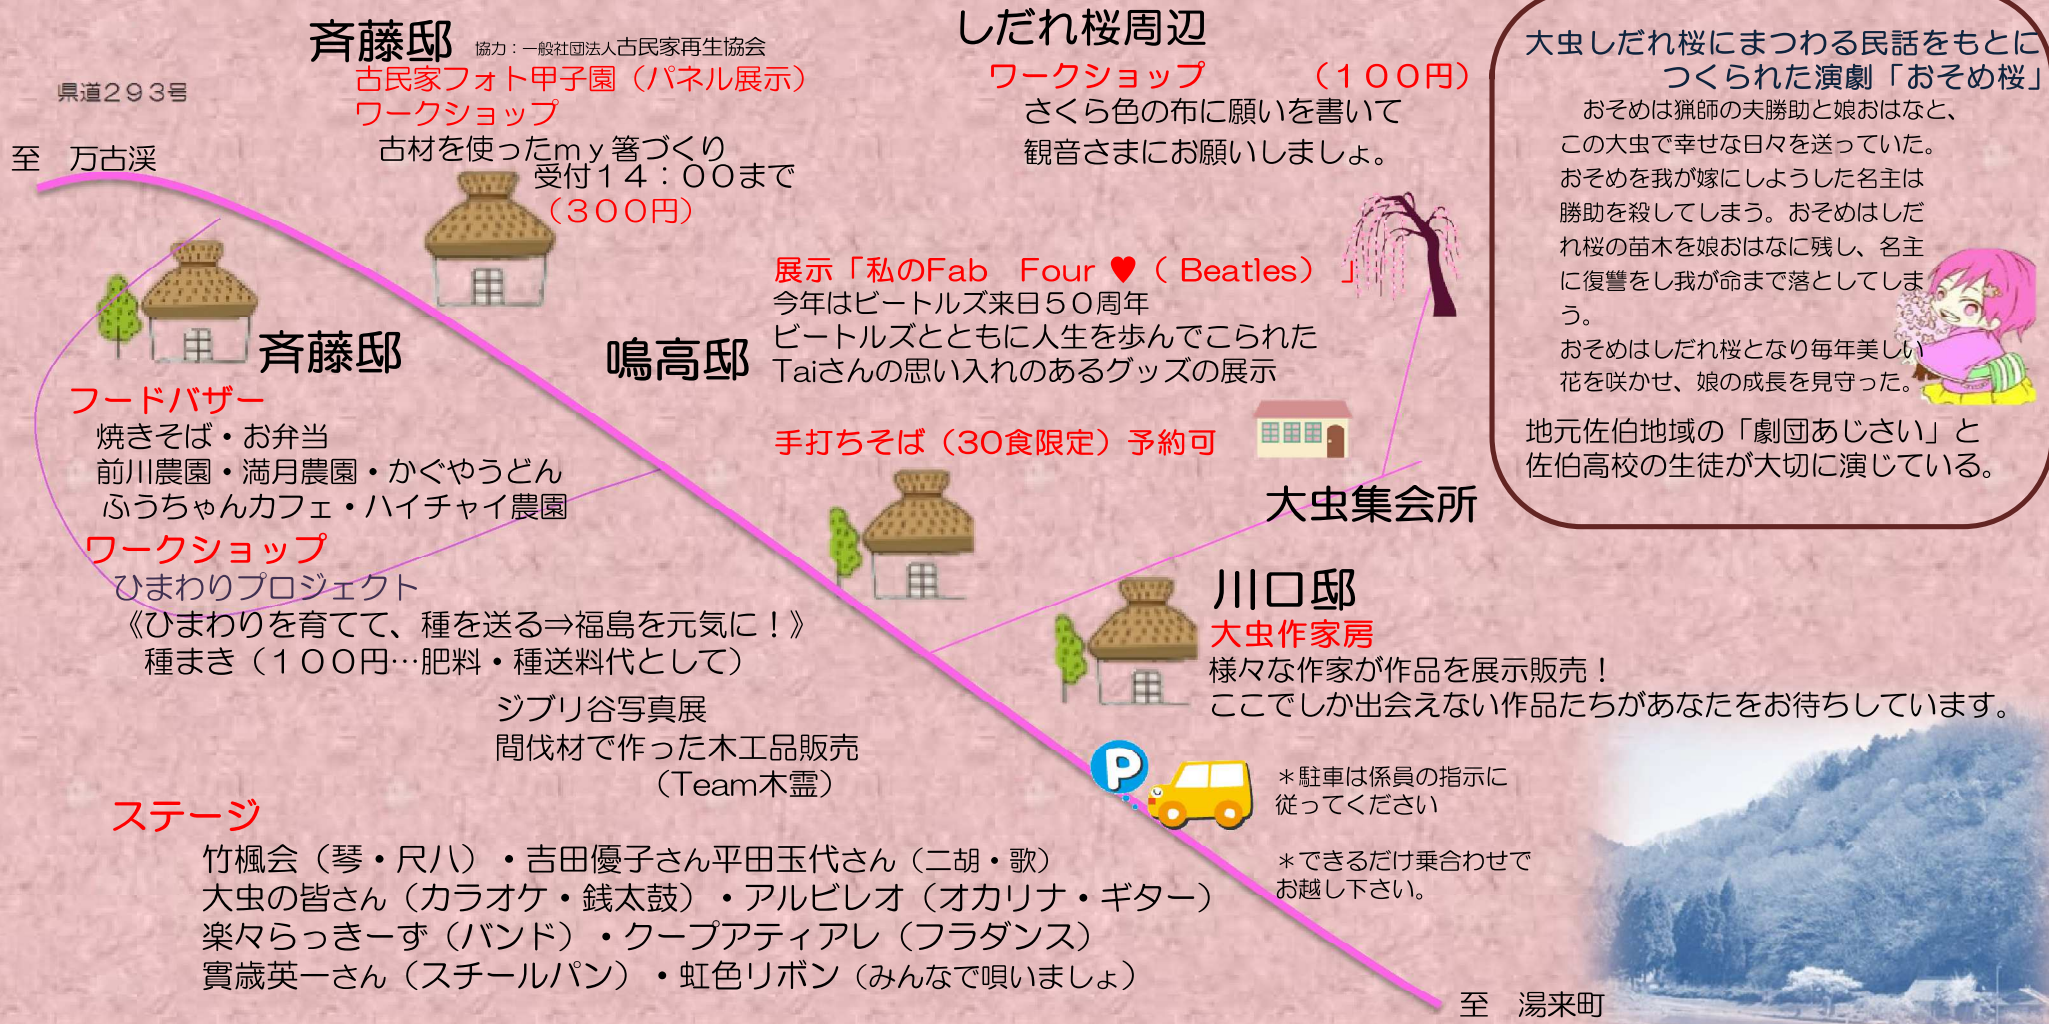 斉藤邸 協力：一般社団法人古民家再生協会
古民家フォト甲子園（パネル展示）
ワークショップ
古材を使ったｍｙ箸づくり
受付１４：００まで
（３００円）
県道２９３号
至　万古渓
しだれ桜周辺
ワークショップ　　　（１００円）
さくら色の布に願いを書いて
観音さまにお願いしましょ。
大虫しだれ桜にまつわる民話をもとに
つくられた演劇「おそめ桜」
おそめは猟師の夫勝助と娘おはなと、
この大虫で幸せな日々を送っていた。
おそめを我が嫁にしようした名主は
勝助を殺してしまう。おそめはしだ
れ桜の苗木を娘おはなに残し、名主
に復讐をし我が命まで落としてしま
う。
おそめはしだれ桜となり毎年美しい
花を咲かせ、娘の成長を見守った。
地元佐伯地域の「劇団あじさい」と
佐伯高校の生徒が大切に演じている。
鳴高邸
展示「私のFab　Four ♥（ Beatles） 」
今年はビートルズ来日５０周年
ビートルズとともに人生を歩んでこられた
Taiさんの思い入れのあるグッズの展示
手打ちそば（30食限定）予約可
斉藤邸
フードバザー
焼きそば・お弁当
前川農園・満月農園・かぐやうどん
ふうちゃんカフェ・ハイチャイ農園
ワークショップ
ひまわりプロジェクト
《ひまわりを育てて、種を送る⇒福島を元気に！》
種まき（１００円…肥料・種送料代として）
ジブリ谷写真展
間伐材で作った木工品販売
（Team木霊）
大虫集会所
川口邸
大虫作家房
様々な作家が作品を展示販売！
ここでしか出会えない作品たちがあなたをお待ちしています。
P
＊駐車は係員の指示に
従ってください
＊できるだけ乗合わせで
お越し下さい。
ステージ
竹楓会（琴・尺八）・吉田優子さん平田玉代さん（二胡・歌）
大虫の皆さん（カラオケ・銭太鼓）・アルビレオ（オカリナ・ギター）
楽々らっきーず（バンド）・クープアティアレ（フラダンス）
實歳英一さん（スチールパン）・虹色リボン（みんなで唄いましょ）
至　湯来町